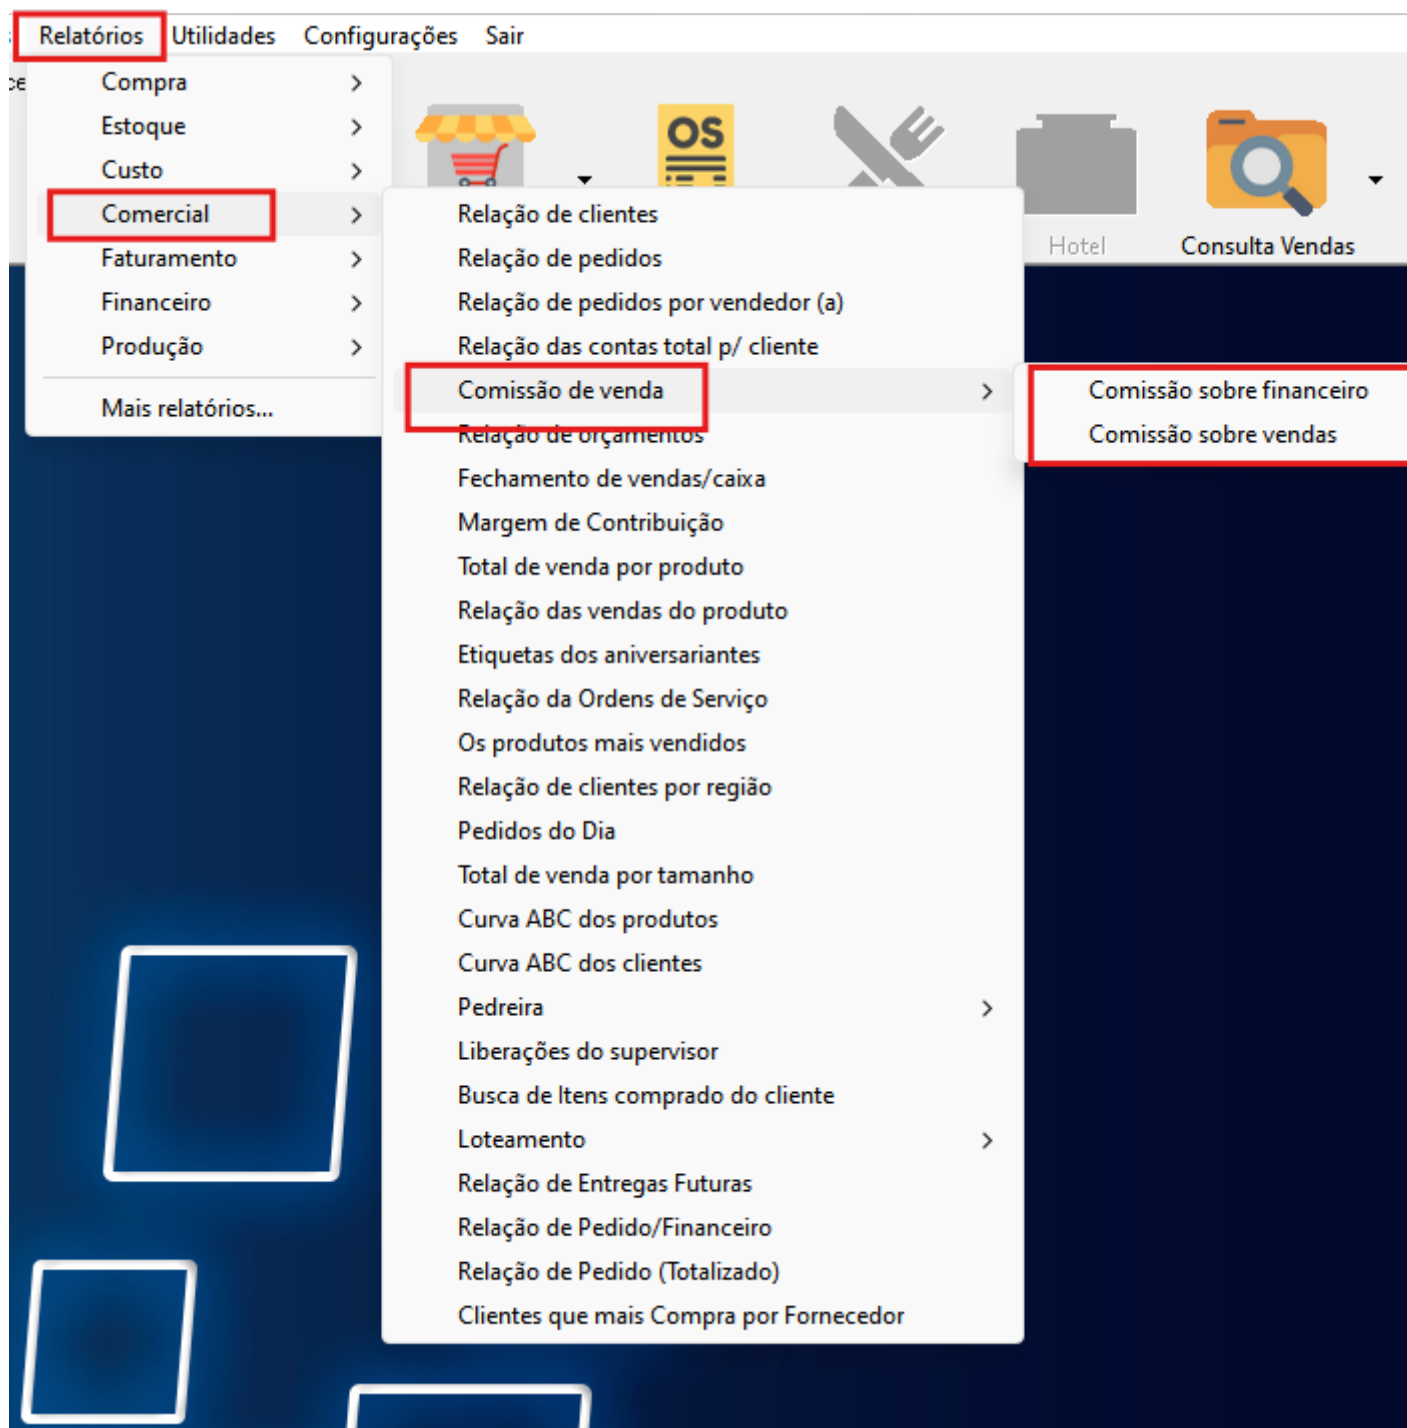 Relatórios Utilidades Configurações Sair
Compra
Estoque
Custo
Comercial
Faturamento
Financeiro
Produção
Mais relatórios...
OS
Hotel
Consulta Vendas
Relação de clientes
Relação de pedidos
Relação de pedidos por vendedor (a)
Relação das contas total p/ cliente
Comissão de venda
Relação de orçamentos
Fechamento de vendas/caixa
Margem de Contribuição
Total de venda por produto
Relação das vendas do produto
Etiquetas dos aniversariantes
Relação da Ordens de Serviço
Os produtos mais vendidos
Relação de clientes por região
Pedidos do Dia
Total de venda por tamanho
Curva ABC dos produtos
Curva ABC dos clientes
Pedreira
Liberações do supervisor
Busca de Itens comprado do cliente
Loteamento
Relação de Entregas Futuras
Relação de Pedido/Financeiro
Relação de Pedido (Totalizado)
Clientes que mais Compra por Fornecedor
Comissão sobre financeiro
Comissão sobre vendas